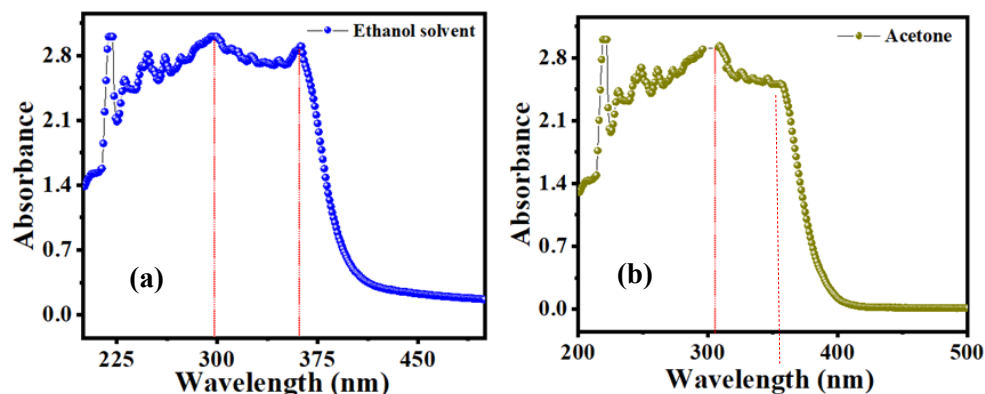 Ethanol solvent
2.8
2.1
1.4
0.7
0.0
Absorbance
(a)
225 300 375 450
Wavelength (nm)
Acetone
2.8
2.1
1.4
0.7
0.0
Absorbance
(b)
200 300 400 500
Wavelength (nm)